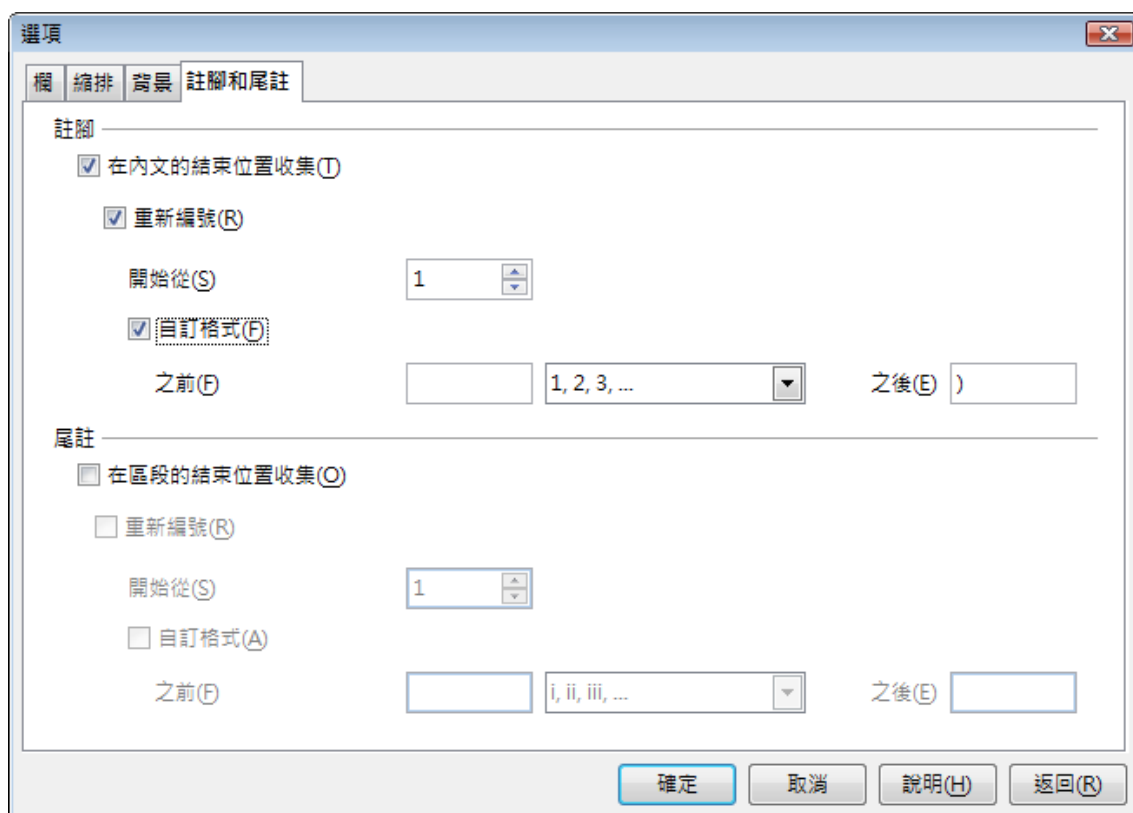 選項
欄 縮排 背景 註腳和尾註
註腳
在內文的結束位置收集(T)
重新編號(R)
開始從(S) 1
自訂格式(F)
之前(F) 1, 2, 3, ... 之後(E) )
尾註
在區段的結束位置收集(O)
重新編號(R)
開始從(S) 1
自訂格式(A)
之前(F) i, ii, iii, ... 之後(E)
確定 取消 說明(H) 返回(R)